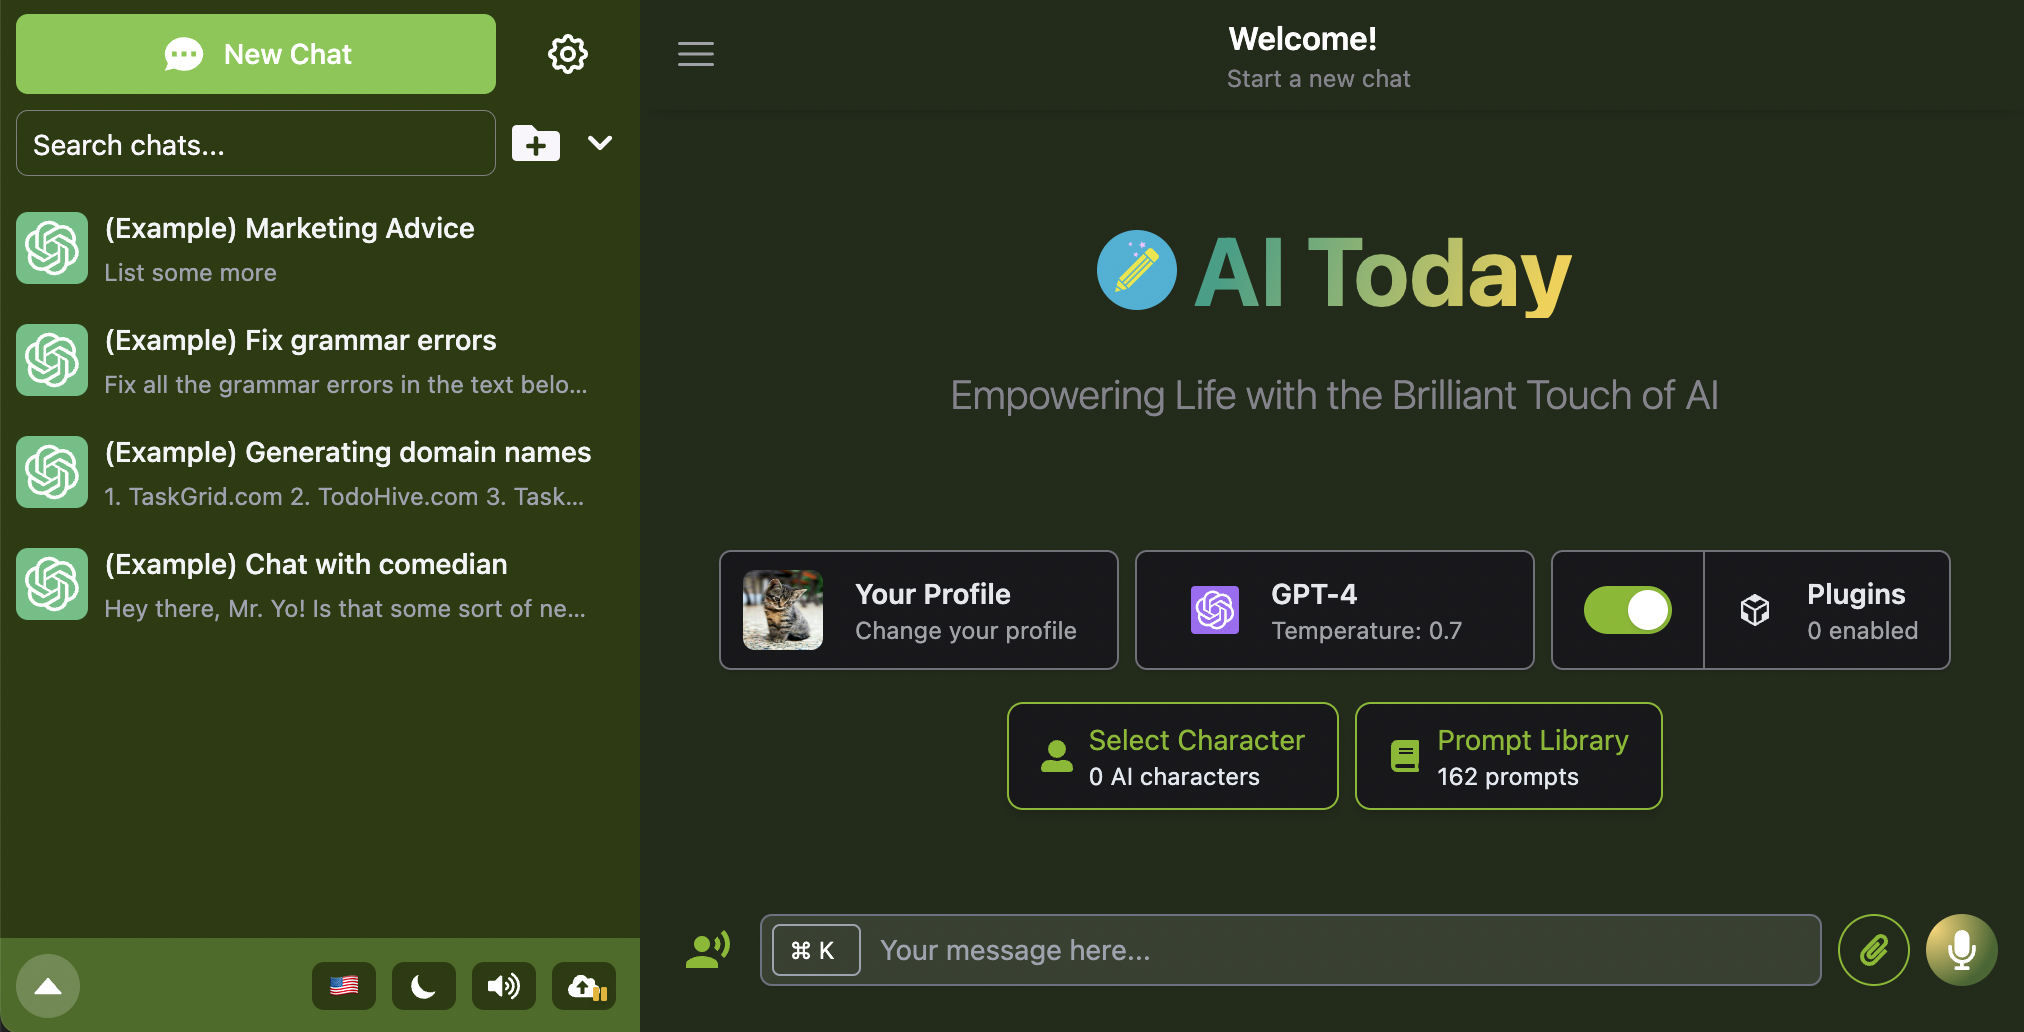 New Chat
Search chats...
(Example) Marketing Advice
List some more
(Example) Fix grammar errors
Fix all the grammar errors in the text belo...
(Example) Generating domain names
1. TaskGrid.com 2. TodoHive.com 3. Task...
(Example) Chat with comedian
Hey there, Mr. Yo! Is that some sort of ne...
Welcome!
Start a new chat
AI Today
Empowering Life with the Brilliant Touch of AI
Your Profile
Change your profile
GPT-4
Temperature: 0.7
Plugins
0 enabled
Select Character
0 AI characters
Prompt Library
162 prompts
⌘ K
Your message here...